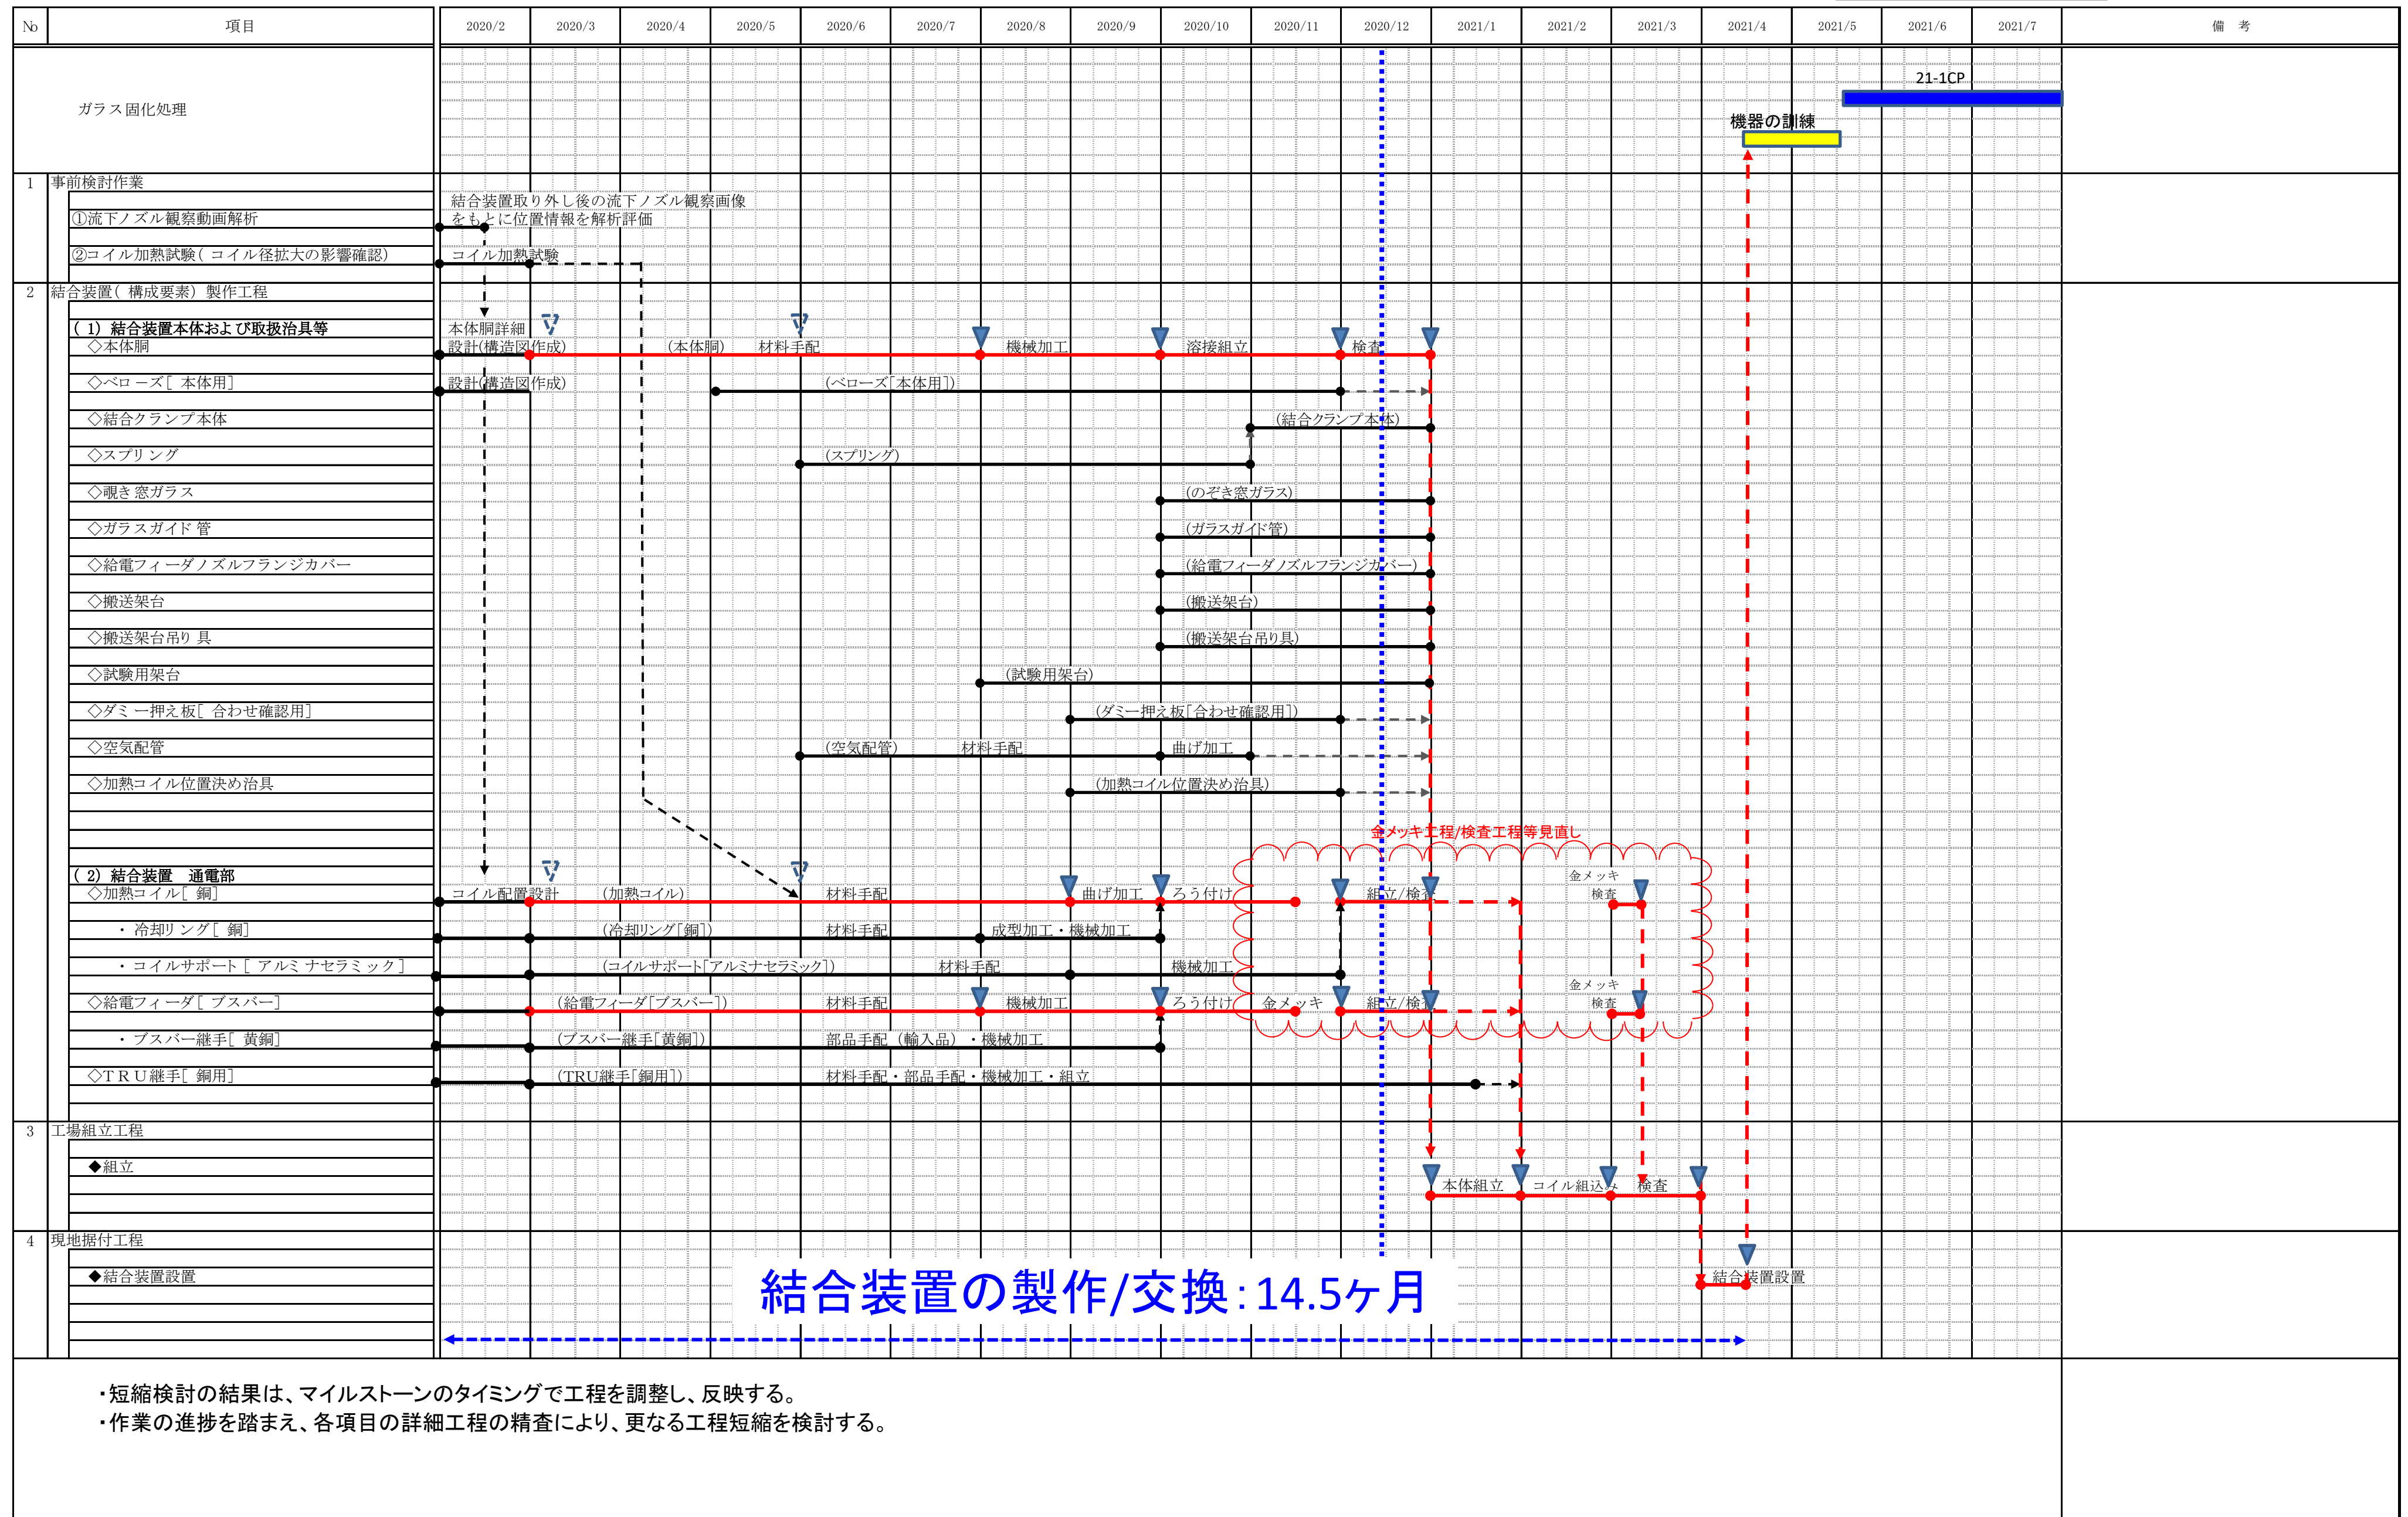 No 項目 2020/2 2020/3 2020/4 2020/5 2020/6 2020/7 2020/8 2020/9 2020/10 2020/11 2020/12 2021/1 2021/2 2021/3 2021/4 2021/5 2021/6 2021/7 備 考
21-1CP
ガラス固化処理
機器の訓練
1 事前検討作業
結合装置取り外し後の流下ノズル観察画像
①流下ノズル観察動画解析 をもとに位置情報を解析評価
②コイル加熱試験(コイル径拡大の影響確認) コイル加熱試験
2 結合装置(構成要素)製作工程
(1)結合装置本体および取扱治具等 本体胴詳細
◇本体胴 設計(構造図作成) (本体胴) 材料手配 機械加工 溶接組立 検査
◇ベローズ[本体用] 設計(構造図作成) (ベローズ[本体用])
◇結合クランプ本体 (結合クランプ本体)
◇スプリング (スプリング)
◇覗き窓ガラス (のぞき窓ガラス)
◇ガラスガイド管 (ガラスガイド管)
◇給電フィーダノズルフランジカバー (給電フィーダノズルフランジカバー)
◇搬送架台 (搬送架台)
◇搬送架台吊り具 (搬送架台吊り具)
◇試験用架台 (試験用架台)
◇ダミー押え板[合わせ確認用] (ダミー押え板[合わせ確認用])
◇空気配管 (空気配管) 材料手配 曲げ加工
◇加熱コイル位置決め治具 (加熱コイル位置決め治具)
金メッキ工程/検査工程等見直し
(2)結合装置 通電部 金メッキ
◇加熱コイル[銅] コイル配置設計 (加熱コイル) 材料手配 曲げ加工 ろう付け 組立/検査 検査
・冷却リング[銅] (冷却リング[銅]) 材料手配 成型加工・機械加工
・コイルサポート[アルミナセラミック] (コイルサポート[アルミナセラミック]) 材料手配 機械加工
金メッキ
◇給電フィーダ[ブスバー] (給電フィーダ[ブスバー]) 材料手配 機械加工 ろう付け 金メッキ 組立/検査 検査
・ブスバー継手[黄銅] (ブスバー継手[黄銅]) 部品手配(輸入品)・機械加工
◇TRU継手[銅用] (TRU継手[銅用]) 材料手配・部品手配・機械加工・組立
3 工場組立工程
◆組立 本体組立 コイル組込み 検査
4 現地据付工程
◆結合装置設置 結合装置設置
結合装置の製作/交換：14.5ヶ月
・短縮検討の結果は、マイルストーンのタイミングで工程を調整し、反映する。
・作業の進捗を踏まえ、各項目の詳細工程の精査により、更なる工程短縮を検討する。